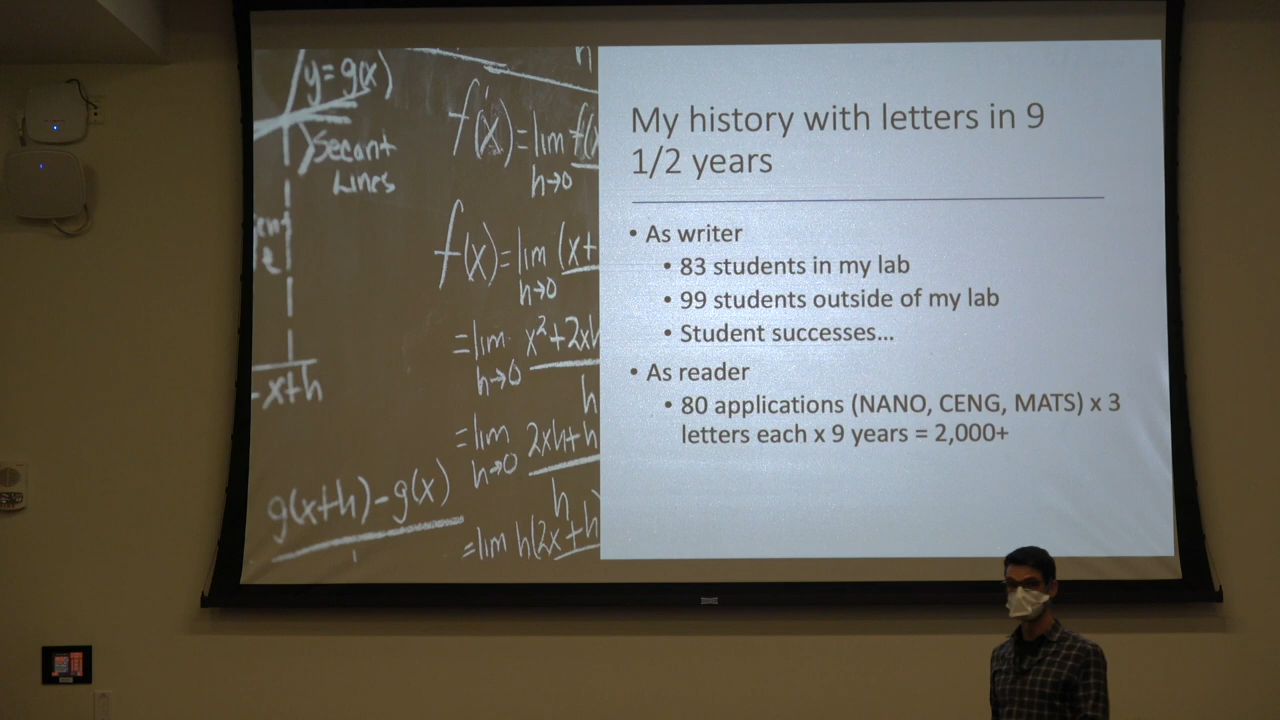 y=g(x)
Secant
Lines
-x+h
g(x+h)-g(x)
h
f'(x)=lim f(x
h→0
f'(x)=lim (x+
h→0
=lim x²+2xh
h→0 h
=lim 2xh+h
h→0 h
=lim h(2x+h
My history with letters in 9
1/2 years
• As writer
• 83 students in my lab
• 99 students outside of my lab
• Student successes…
• As reader
• 80 applications (NANO, CENG, MATS) x 3
letters each x 9 years = 2,000+